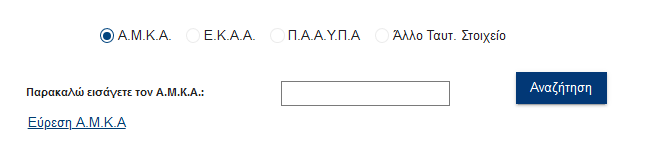 Α.Μ.Κ.Α. Ε.Κ.Α.Α. Π.Α.Α.Υ.Π.Α Άλλο Ταυτ. Στοιχείο
Παρακαλώ εισάγετε τον Α.Μ.Κ.Α.: Αναζήτηση
Εύρεση Α.Μ.Κ.Α